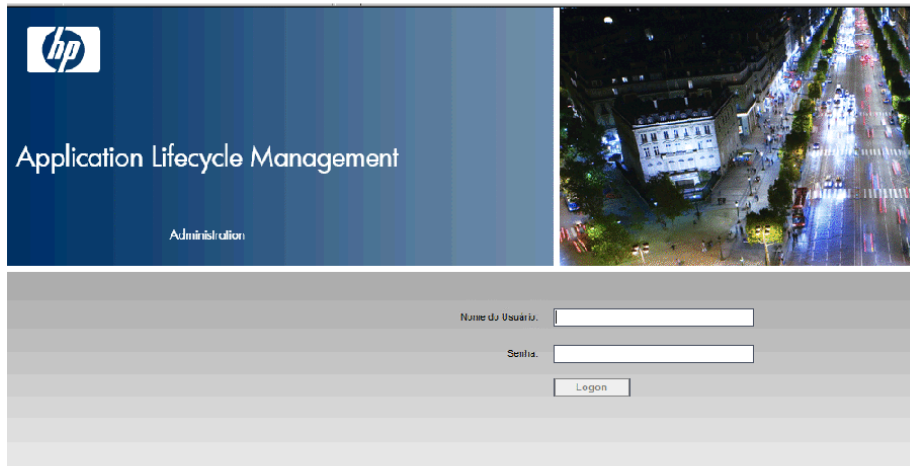 hp
Application Lifecycle Management
Administration
Nome do Usuário:
Senha:
Logon